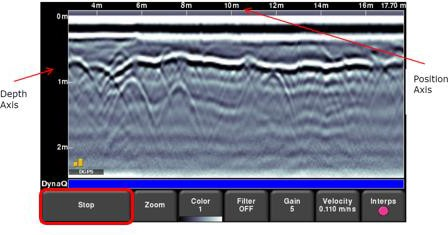 4m 6m 8m 10m 12m 14m 16m 17.70 m
0m
Position
Axis
Depth
Axis
1m
2m
DGPS
DynaQ
Stop
Zoom
Color
1
Filter
OFF
Gain
5
Velocity
0.110 m/ns
Interps